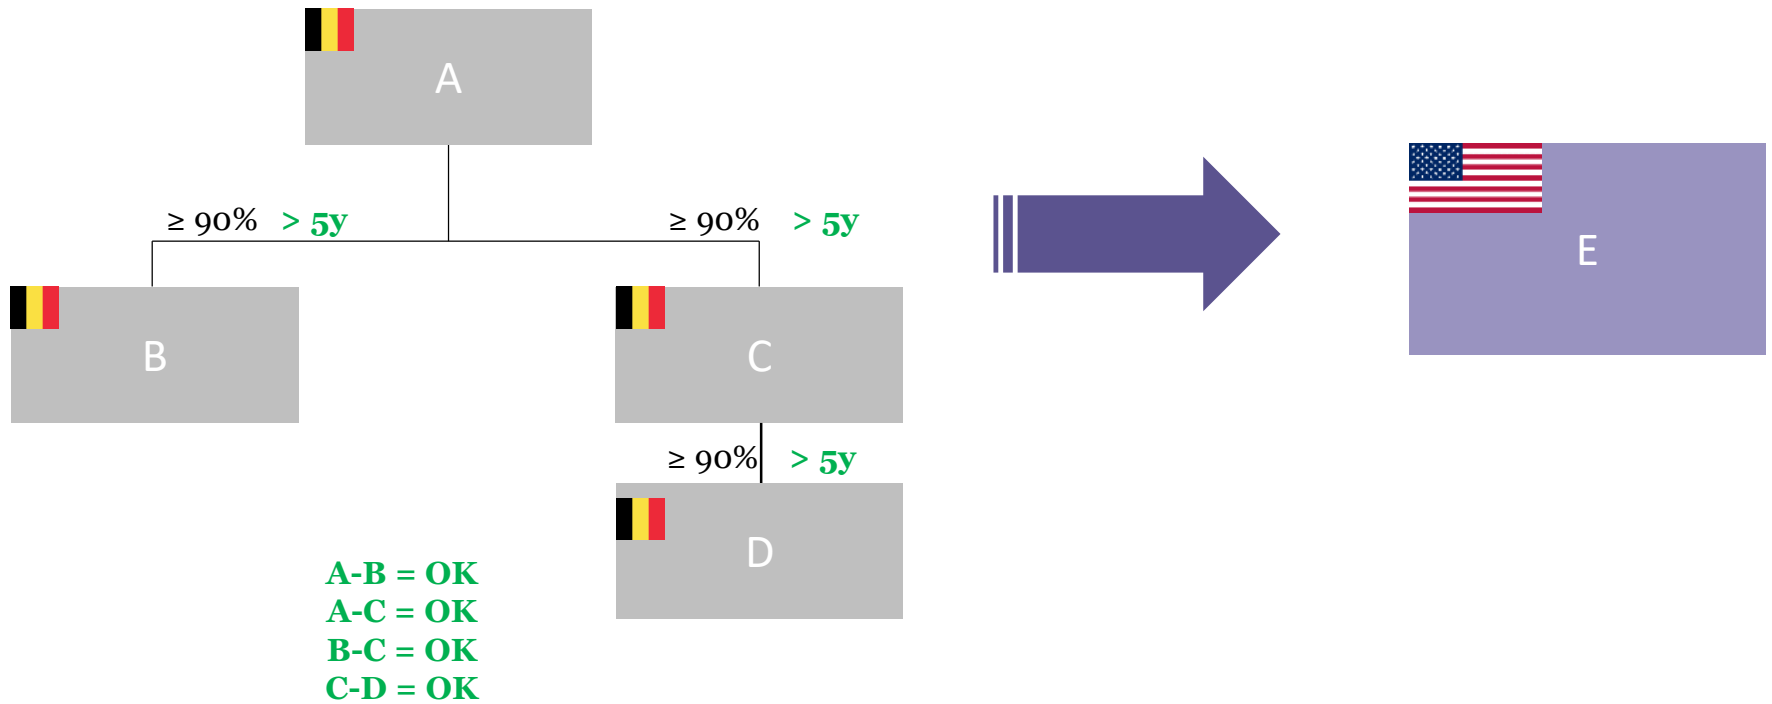 A
≥ 90% > 5y
≥ 90% > 5y
E
B
C
≥ 90% > 5y
D
A-B = OK
A-C = OK
B-C = OK
C-D = OK